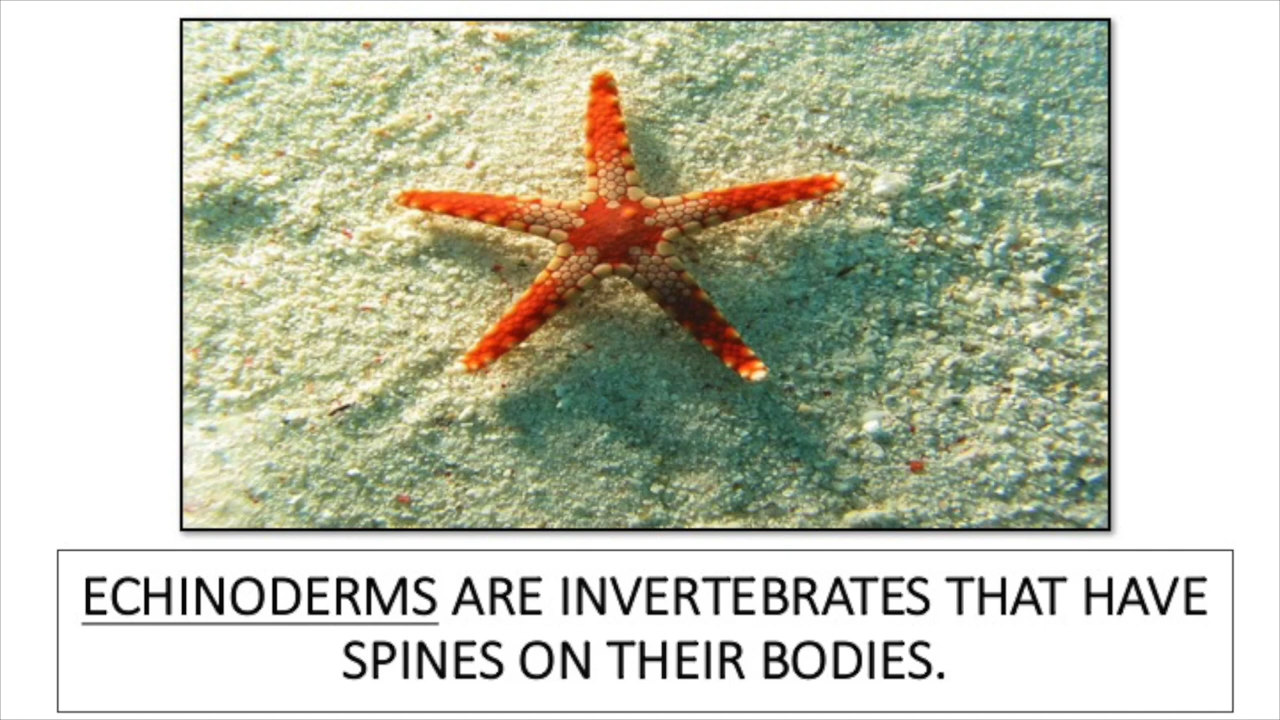 ECHINODERMS ARE INVERTEBRATES THAT HAVE
SPINES ON THEIR BODIES.